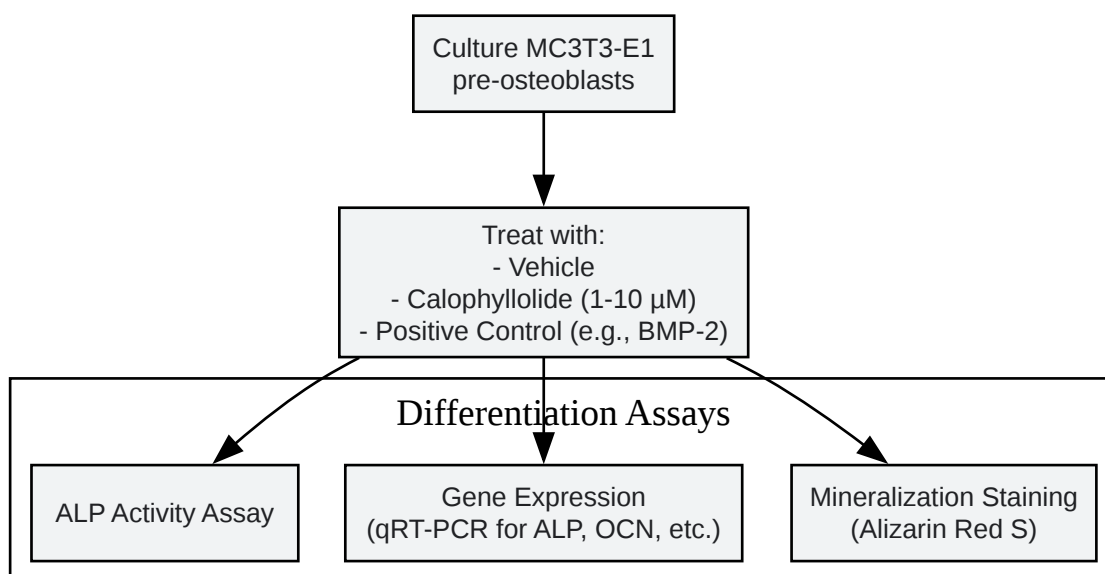 Culture MC3T3-E1
pre-osteoblasts
Treat with:
- Vehicle
- Calophyllolide (1-10 µM)
- Positive Control (e.g., BMP-2)
Differentiation Assays
ALP Activity Assay
Gene Expression
(qRT-PCR for ALP, OCN, etc.)
Mineralization Staining
(Alizarin Red S)